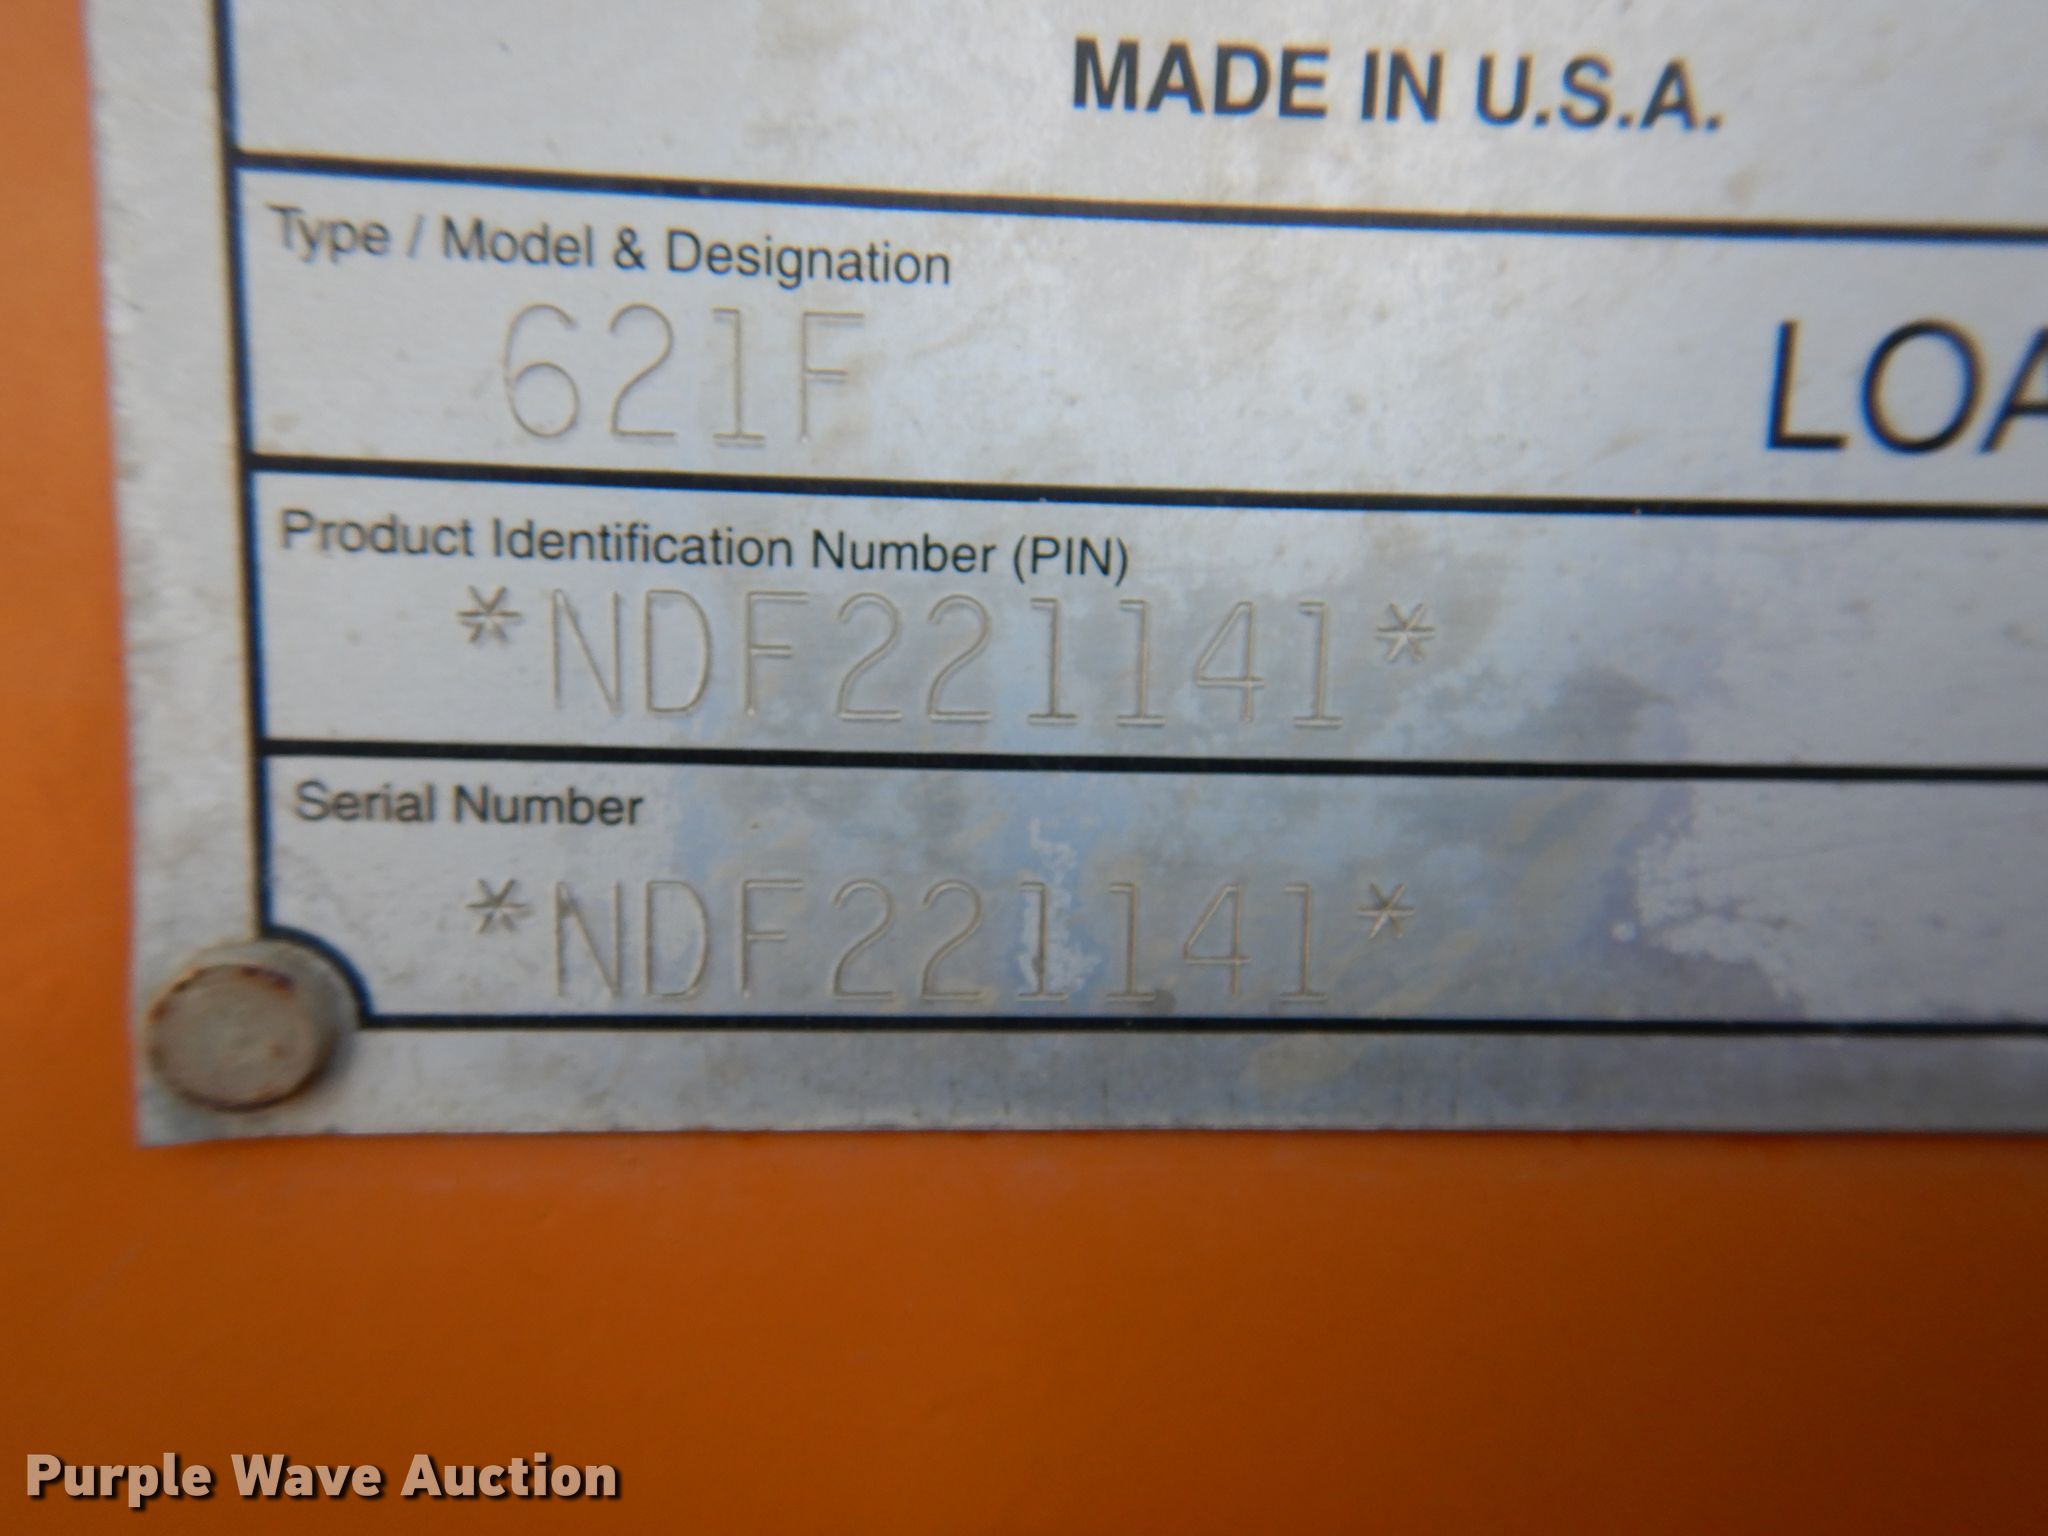 MADE IN U.S.A.
Type / Model & Designation
621F
LOA
Product Identification Number (PIN)
*NDF221141*
Serial Number
*NDF221141*
Purple Wave Auction